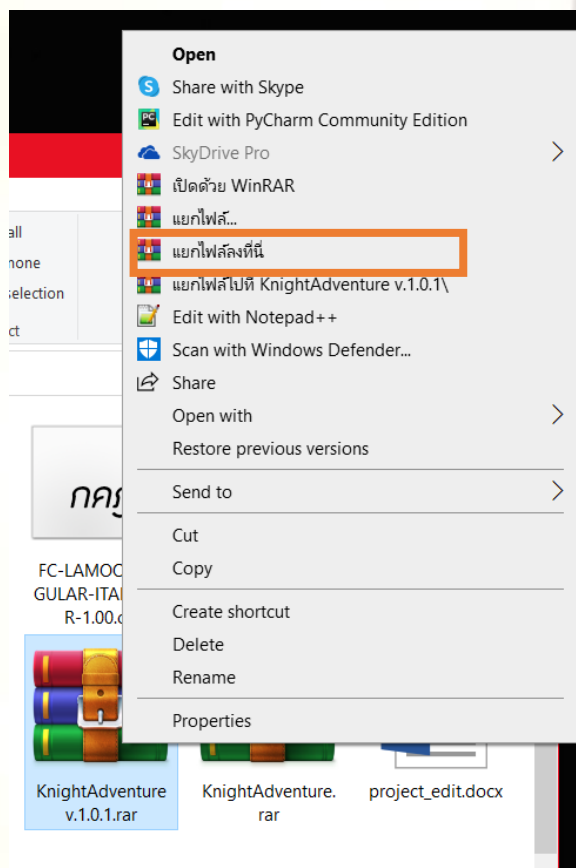 Open
Share with Skype
Edit with PyCharm Community Edition
SkyDrive Pro
เปิดด้วย WinRAR
แยกไฟล์...
แยกไฟล์ลงที่นี่
แยกไฟล์ไปที่ KnightAdventure v.1.0.1\
Edit with Notepad++
Scan with Windows Defender...
Share
Open with
Restore previous versions
Send to
Cut
Copy
Create shortcut
Delete
Rename
Properties
all
none
selection
ct
FC-LAMOO
GULAR-ITA
R-1.00.
KnightAdventure
v.1.0.1.rar
KnightAdventure.
rar
project_edit.docx